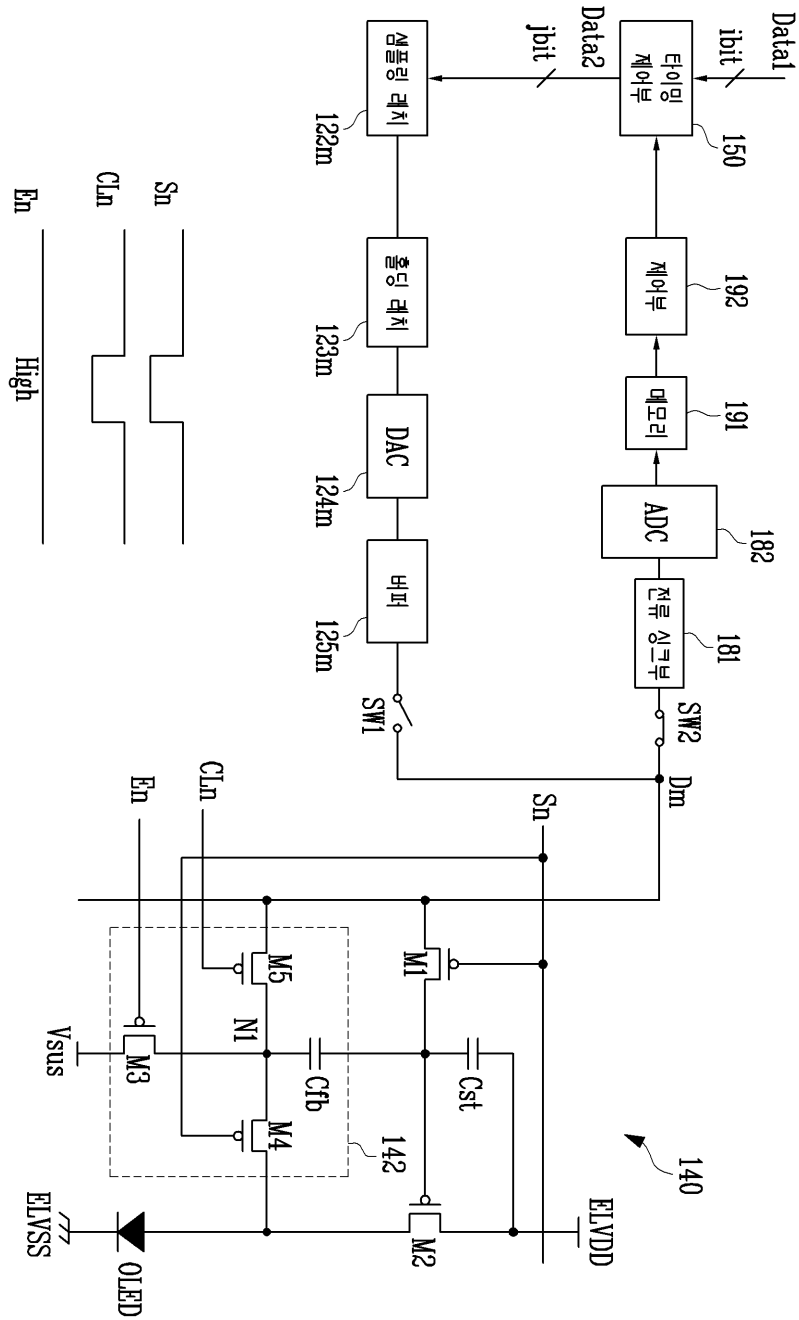 Data1
ibit
타이밍
제어부
150
Data2
jbit
샘플링 래치
122m
제어부
192
메모리
191
ADC
182
전류 싱크부
181
SW2
홀딩 래치
123m
DAC
124m
버퍼
125m
SW1
Dm
Sn
CLn
En
High
Sn
CLn
En
M1
M5
N1
M3
Vsus
Cfb
Cst
M4
142
140
ELVDD
M2
OLED
ELVSS